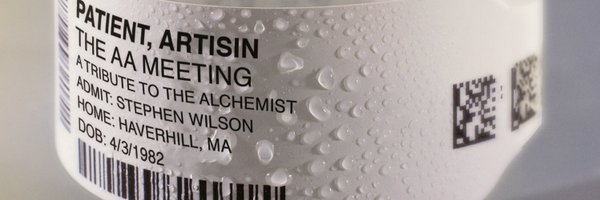 PATIENT, ARTISIN
THE AA MEETING
A TRIBUTE TO THE ALCHEMIST
ADMIT: STEPHEN WILSON
HOME: HAVERHILL, MA
DOB: 4/3/1982